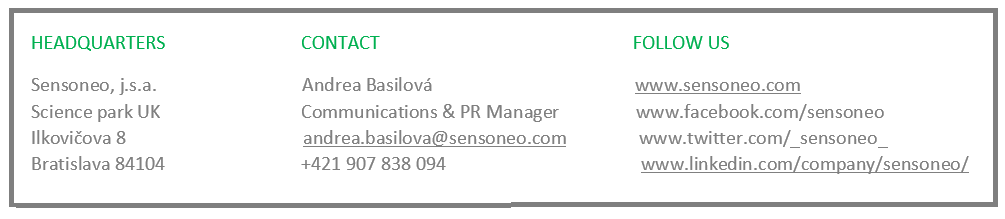 HEADQUARTERS
Sensoneo, j.s.a.
Science park UK
Ilkovičova 8
Bratislava 84104
CONTACT
Andrea Basilová
Communications & PR Manager
andrea.basilova@sensoneo.com
+421 907 838 094
FOLLOW US
www.sensoneo.com
www.facebook.com/sensoneo
www.twitter.com/_sensoneo_
www.linkedin.com/company/sensoneo/